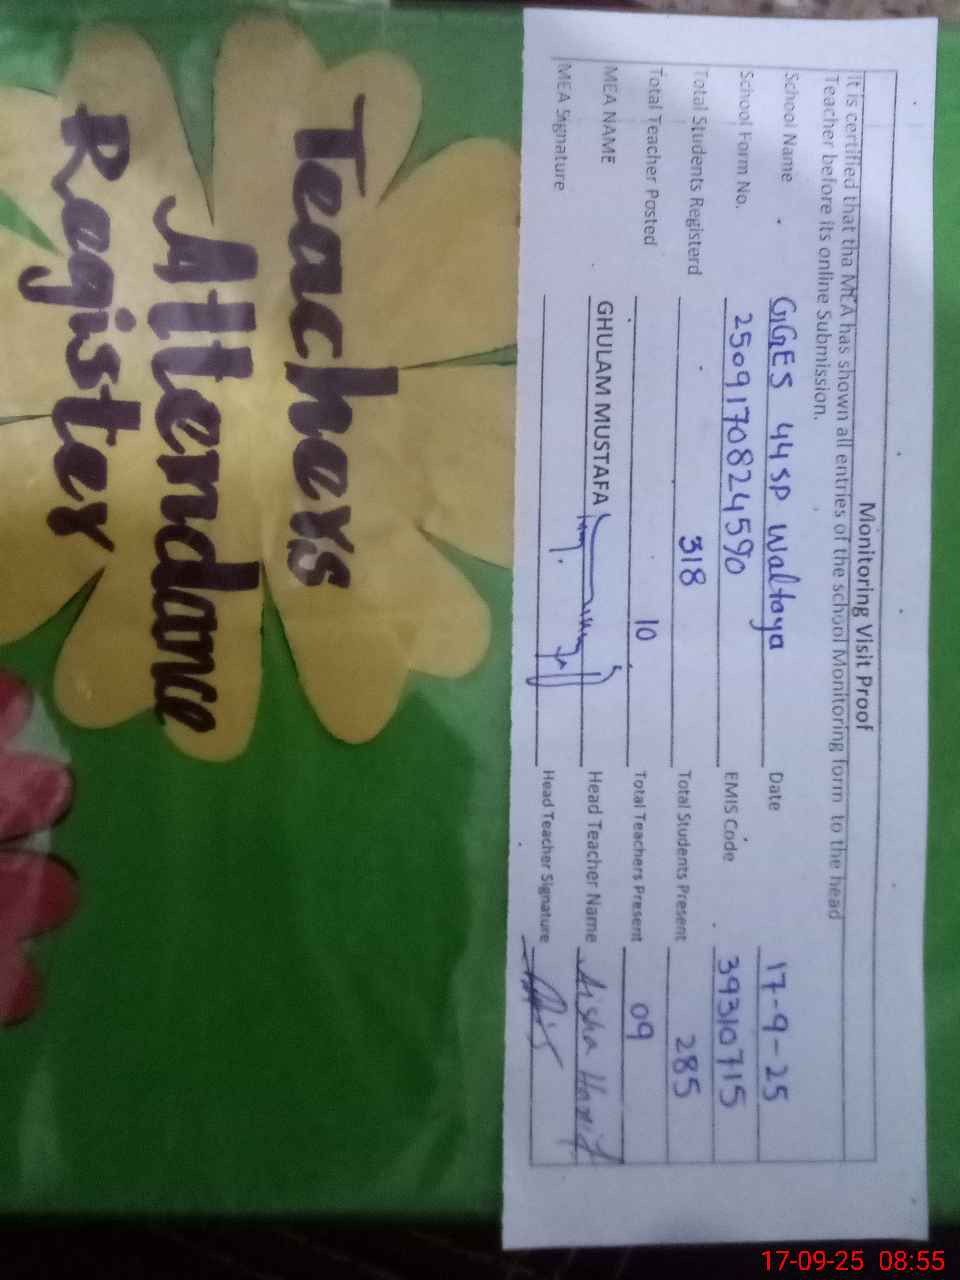 Monitoring Visit Proof
It is certified that tha MEA has shown all entries of the school Monitoring form to the head
Teacher before its online Submission.
School Name GGES 44SP Waltoya Date 17-9-25
School Form No. 2509170824590 EMIS Code 39310715
Total Students Registerd 318 Total Students Present 285
Total Teacher Posted 10 Total Teachers Present 09
MEA NAME GHULAM MUSTAFA Head Teacher Name Aisha Hanif
MEA Signature Head Teacher Signature
Teachers
Attendance
Register
17-09-25 08:55